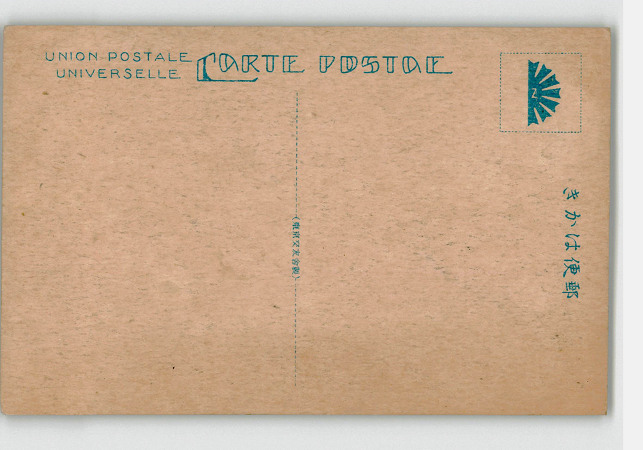 UNION POSTALE
UNIVERSELLE
CARTE POSTALE
きかは便郵